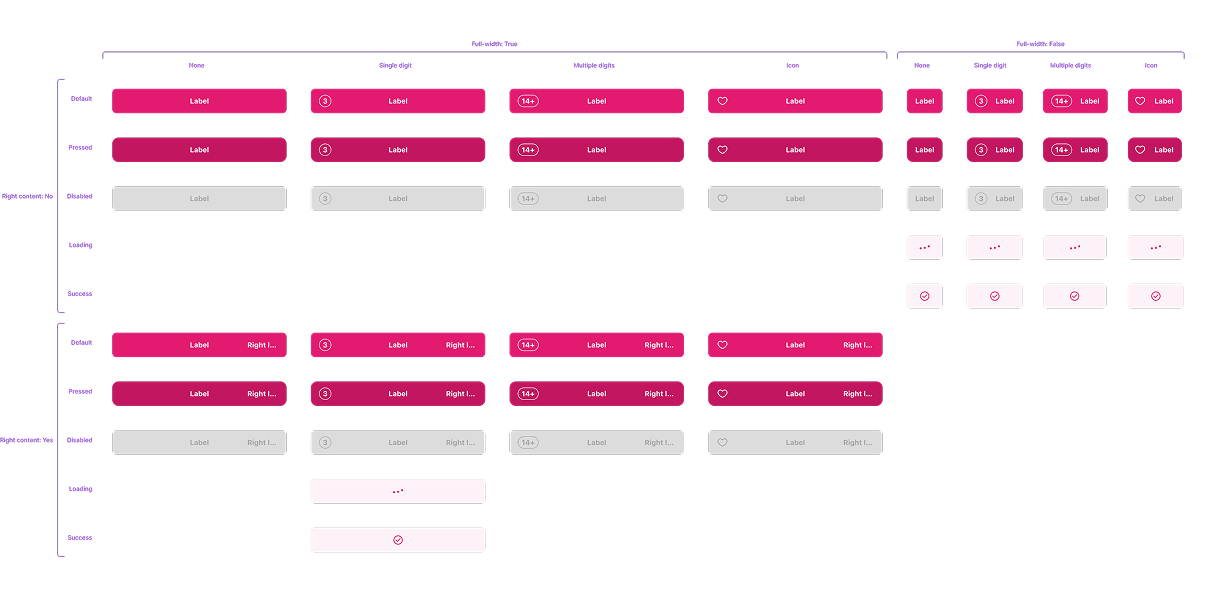 Full-width: True Full-width: False
None Single digit Multiple digits Icon None Single digit Multiple digits Icon
Default Label 3 Label 14+ Label Label Label 3 Label 14+ Label Label
Pressed Label 3 Label 14+ Label Label Label 3 Label 14+ Label Label
Right content: No Disabled Label 3 Label 14+ Label Label Label 3 Label 14+ Label Label
Loading
Success
Default Label Right l... 3 Label Right l... 14+ Label Right l... Label Right l...
Pressed Label Right l... 3 Label Right l... 14+ Label Right l... Label Right l...
Right content: Yes Disabled Label Right l... 3 Label Right l... 14+ Label Right l... Label Right l...
Loading
Success